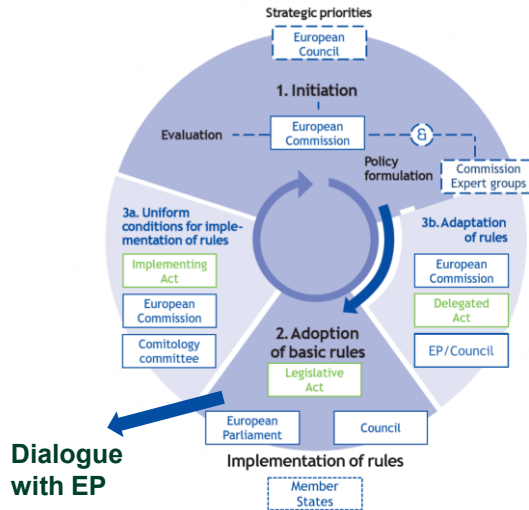 Strategic priorities
European
Council
1. Initiation
Evaluation
European
Commission
&
Policy
formulation
Commission
Expert groups
3a. Uniform
conditions for imple-
mentation of rules
Implementing
Act
European
Commission
Comitology
committee
3b. Adaptation
of rules
European
Commission
Delegated
Act
EP/Council
2. Adoption
of basic rules
Legislative
Act
European
Parliament
Council
Implementation of rules
Member
States
Dialogue
with EP